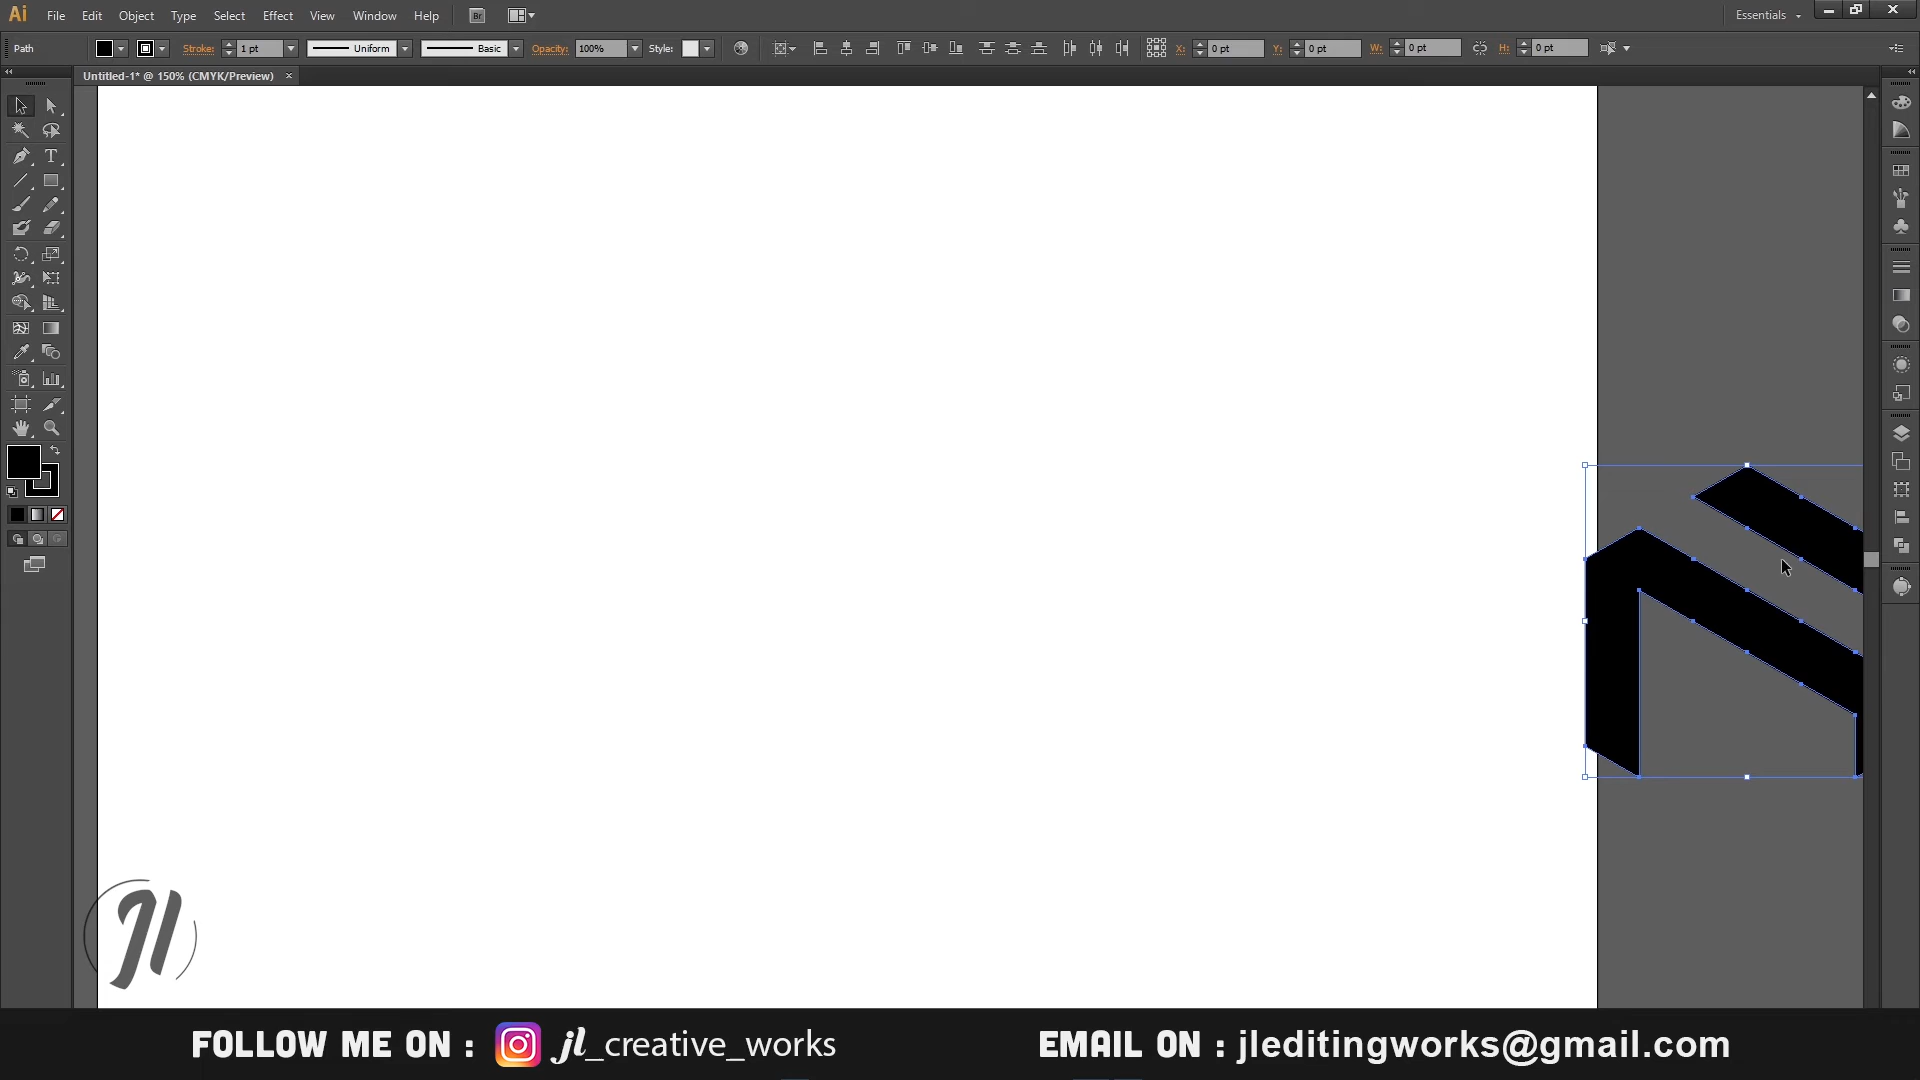 Ai File Edit Object Type Select Effect View Window Help Br Essentials
Path Stroke: 1 pt Uniform Basic Opacity: 100% Style: X: 0 pt Y: 0 pt W: 0 pt H: 0 pt
Untitled-1* @ 150% (CMYK/Preview)
T
Jl
FOLLOW ME ON : jl_creative_works
EMAIL ON : jleditingworks@gmail.com